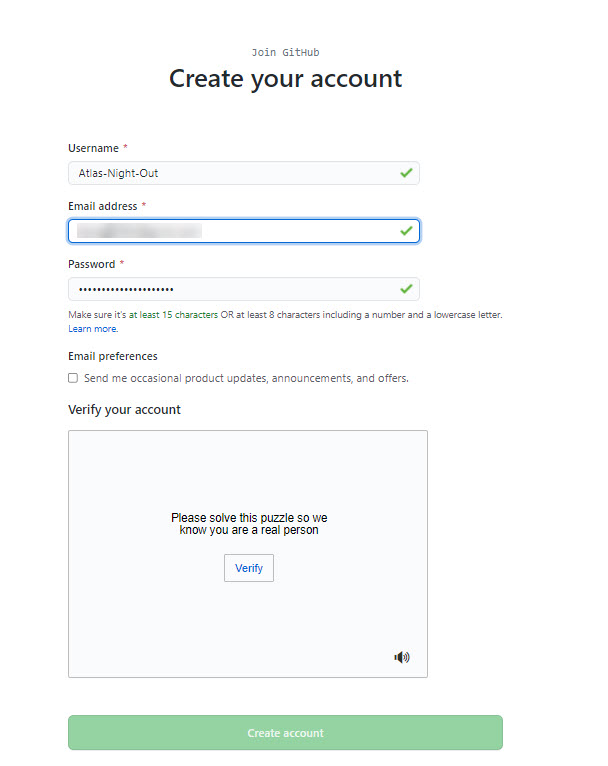 Join GitHub
Create your account
Username *
Atlas-Night-Out
Email address *
Password *
•••••••••••••••••••••
Make sure it's at least 15 characters OR at least 8 characters including a number and a lowercase letter.
Learn more.
Email preferences
Send me occasional product updates, announcements, and offers.
Verify your account
Please solve this puzzle so we
know you are a real person
Verify
Create account